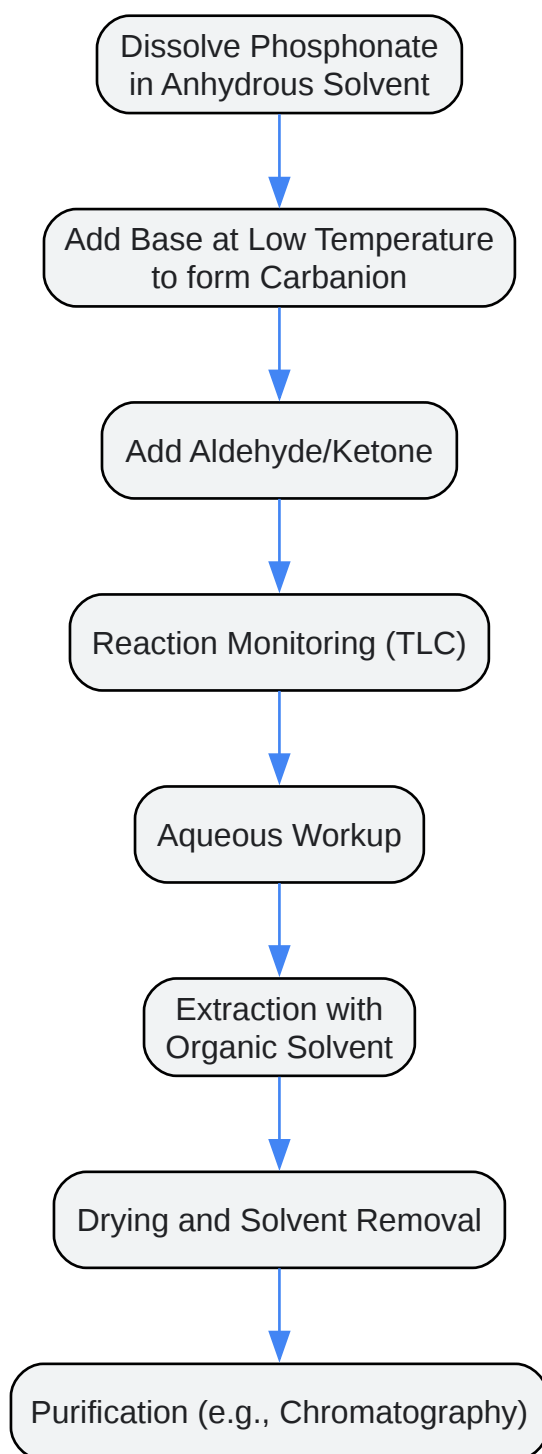 Dissolve Phosphonate
in Anhydrous Solvent
Add Base at Low Temperature
to form Carbanion
Add Aldehyde/Ketone
Reaction Monitoring (TLC)
Aqueous Workup
Extraction with
Organic Solvent
Drying and Solvent Removal
Purification (e.g., Chromatography)